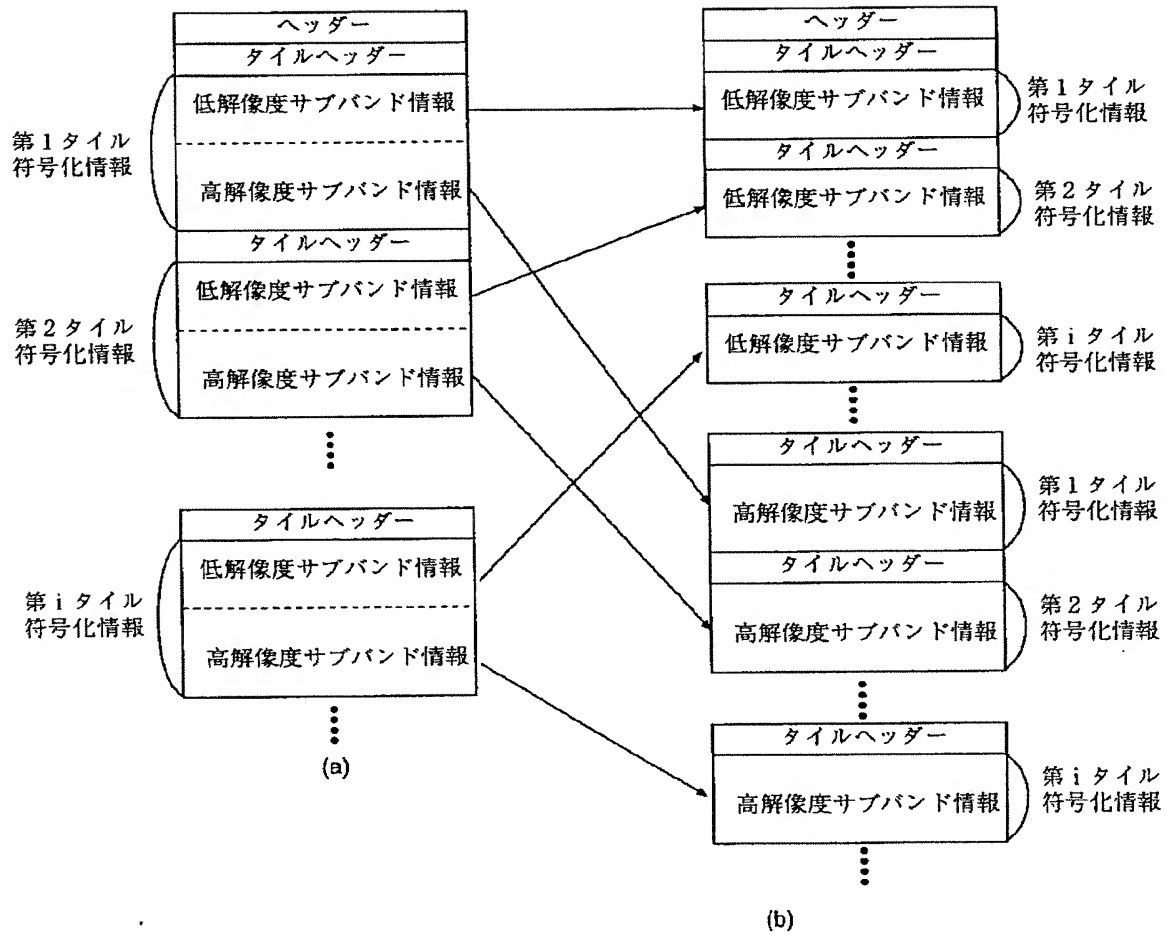 ヘッダー
タイルヘッダー
第1タイル
符号化情報
低解像度サブバンド情報
高解像度サブバンド情報
タイルヘッダー
第2タイル
符号化情報
低解像度サブバンド情報
高解像度サブバンド情報
タイルヘッダー
第iタイル
符号化情報
低解像度サブバンド情報
高解像度サブバンド情報
(a)
ヘッダー
タイルヘッダー
低解像度サブバンド情報
第1タイル
符号化情報
タイルヘッダー
低解像度サブバンド情報
第2タイル
符号化情報
タイルヘッダー
低解像度サブバンド情報
第iタイル
符号化情報
タイルヘッダー
高解像度サブバンド情報
第1タイル
符号化情報
タイルヘッダー
高解像度サブバンド情報
第2タイル
符号化情報
タイルヘッダー
高解像度サブバンド情報
第iタイル
符号化情報
(b)